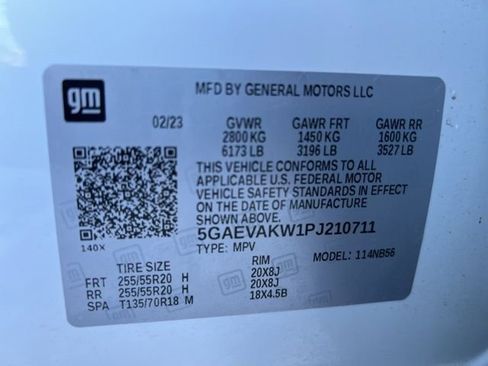 gm
MFD BY GENERAL MOTORS LLC
02/23 GVWR GAWR FRT GAWR RR
2800 KG 1450 KG 1600 KG
6173 LB 3196 LB 3527 LB
THIS VEHICLE CONFORMS TO ALL
APPLICABLE U.S. FEDERAL MOTOR
VEHICLE SAFETY STANDARDS IN EFFECT
ON THE DATE OF MANUFACTURE
SHOWN ABOVE.
140X
5GAEVAKW1PJ210711
TYPE: MPV MODEL: 114NB56
TIRE SIZE RIM
FRT 255/55R20 H 20X8J
RR 255/55R20 H 20X8J
SPA T135/70R18 M 18X4.5B